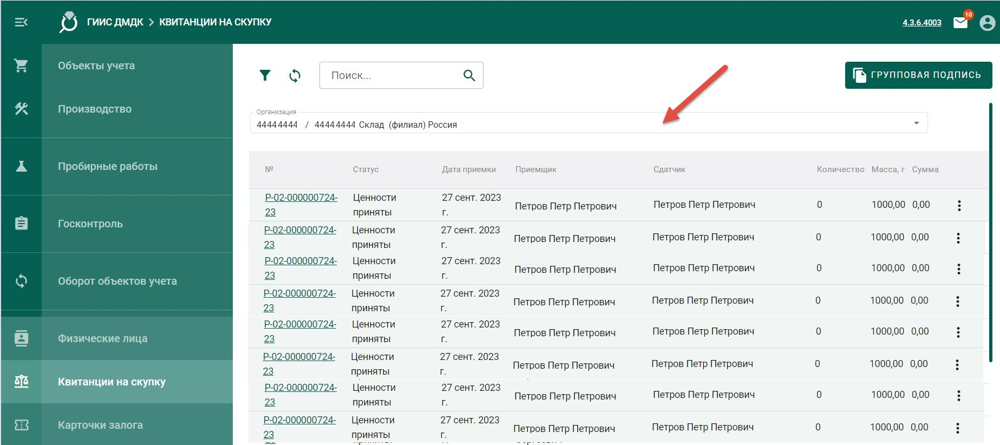 ГИИС ДМДК > КВИТАНЦИИ НА СКУПКУ
4.3.6.4003
10
Объекты учета
Производство
Пробирные работы
Госконтроль
Оборот объектов учета
Физические лица
Квитанции на скупку
Карточки залога
Поиск...
ГРУППОВАЯ ПОДПИСЬ
Организация
44444444 / 44444444 Склад (филиал) Россия
№ Статус Дата приемки Приемщик Сдатчик Количество Масса, г Сумма
Р-02-000000724- Ценности 27 сент. 2023
23 приняты г. Петров Петр Петрович Петров Петр Петрович 0 1000,00 0,00
Р-02-000000724- Ценности 27 сент. 2023
23 приняты г. Петров Петр Петрович Петров Петр Петрович 0 1000,00 0,00
Р-02-000000724- Ценности 27 сент. 2023
23 приняты г. Петров Петр Петрович Петров Петр Петрович 0 1000,00 0,00
Р-02-000000724- Ценности 27 сент. 2023
23 приняты г. Петров Петр Петрович Петров Петр Петрович 0 1000,00 0,00
Р-02-000000724- Ценности 27 сент. 2023
23 приняты г. Петров Петр Петрович Петров Петр Петрович 0 1000,00 0,00
Р-02-000000724- Ценности 27 сент. 2023
23 приняты г. Петров Петр Петрович Петров Петр Петрович 0 1000,00 0,00
Р-02-000000724- Ценности 27 сент. 2023
23 приняты г. Петров Петр Петрович Петров Петр Петрович 0 1000,00 0,00
Р-02-000000724- Ценности 27 сент. 2023
23 приняты г. Петров Петр Петрович Петров Петр Петрович 0 1000,00 0,00